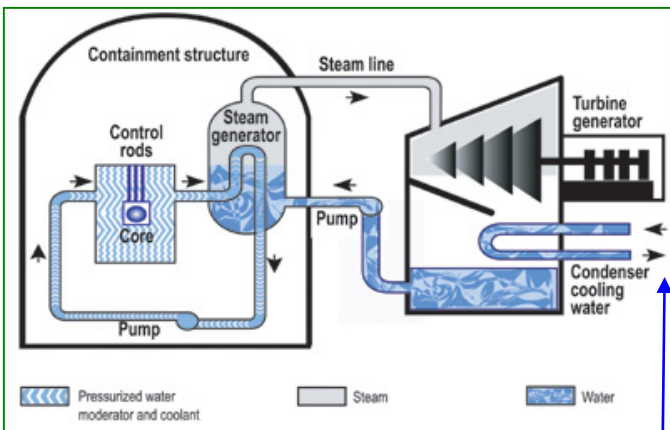 Containment structure
Steam line
Steam
generator
Turbine
generator
Control
rods
Core
Pump
Pump
Condenser
cooling
water
Pressurized water
moderator and coolant
Steam
Water